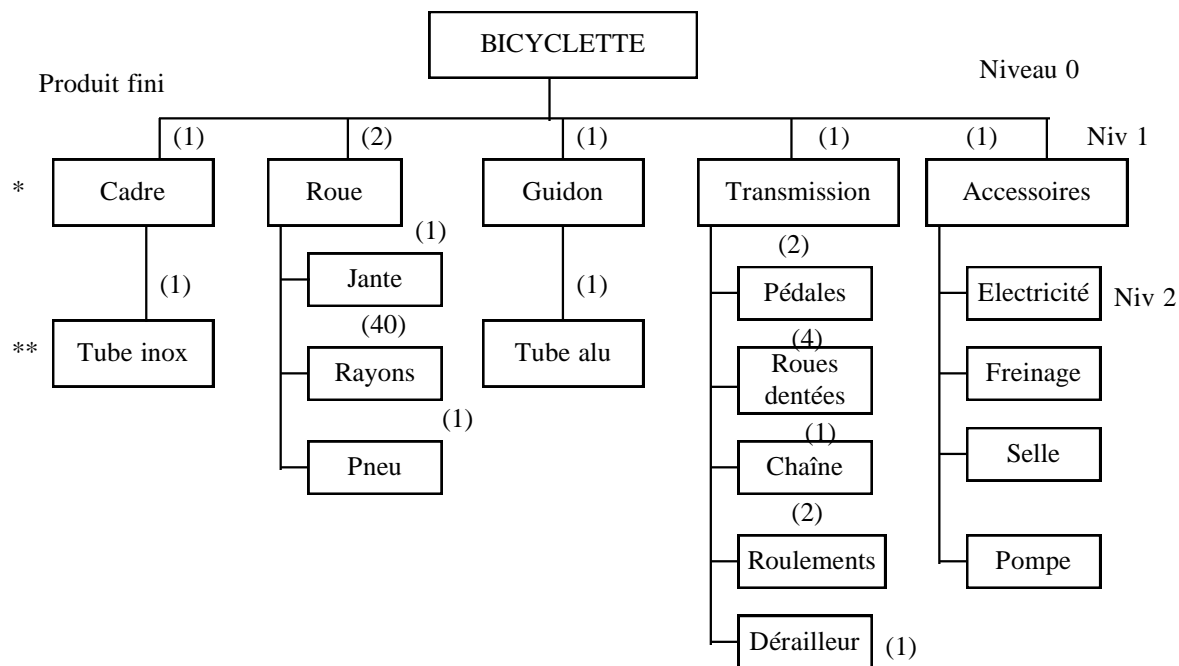 BICYCLETTE
Produit fini
Niveau 0
(1)
(2)
(1)
(1)
(1)
Niv 1
*
Cadre
Roue
Guidon
Transmission
Accessoires
(1)
Jante
(40)
Rayons
(1)
Pneu
(1)
**
Tube inox
(1)
Tube alu
(2)
Pédales
(4)
Roues
dentées
(1)
Chaîne
(2)
Roulements
Dérailleur
(1)
Electricité
Niv 2
Freinage
Selle
Pompe